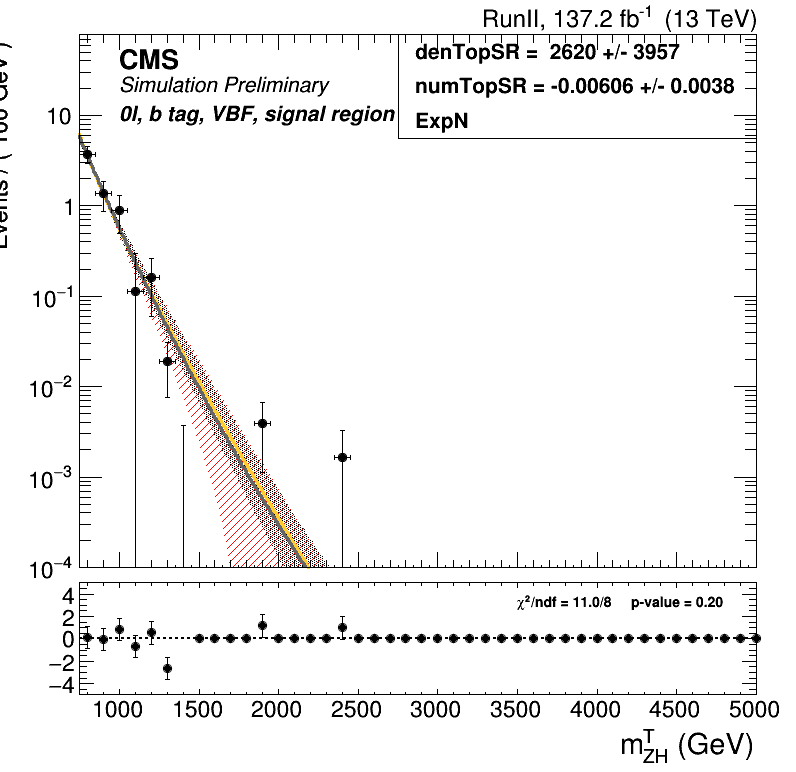 RunII, 137.2 fb⁻¹ (13 TeV)
CMS
Simulation Preliminary
0l, b tag, VBF, signal region
denTopSR = 2620 +/- 3957
numTopSR = -0.00606 +/- 0.0038
ExpN
Events / ( 100 GeV )
10
1
10⁻¹
10⁻²
10⁻³
10⁻⁴
χ²/ndf = 11.0/8 p-value = 0.20
4
2
0
−2
−4
1000 1500 2000 2500 3000 3500 4000 4500 5000
m^T_ZH (GeV)